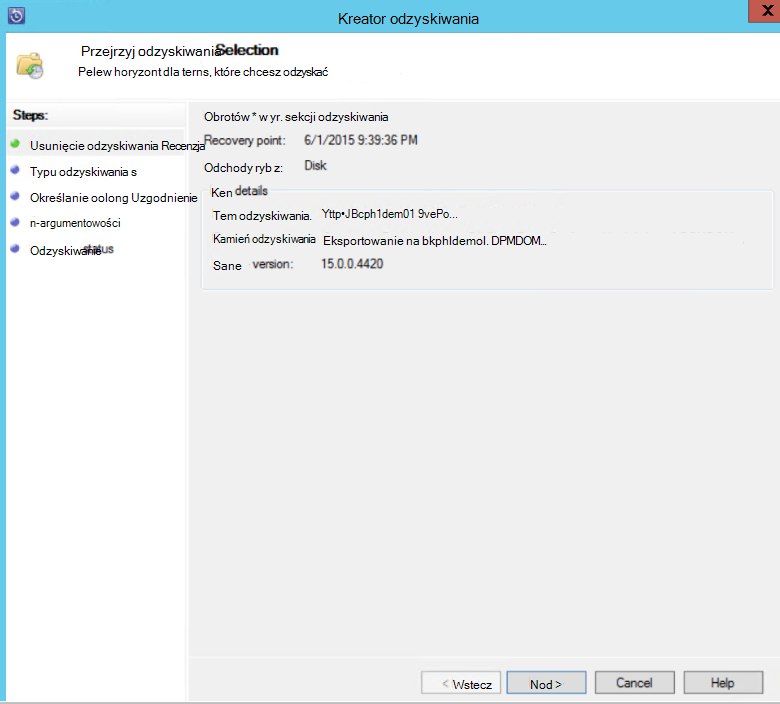 Kreator odzyskiwania
X
Przejrzyj odzyskiwania Selection
Pelew horyzont dla terns, które chcesz odzyskać
Steps:
Usunięcie odzyskiwania Recenzja
Typu odzyskiwania s
Określanie oolong Uzgodnienie
n-argumentowości
Odzyskiwanie status
Obrotów * w yr. sekcji odzyskiwania
Recovery point: 6/1/2015 9:39:36 PM
Odchody ryb z: Disk
Ken details
Tem odzyskiwania. Yttp•JBcph1dem01 9vePo...
Kamień odzyskiwania Eksportowanie na bkphldemol. DPMDOM...
Sane version: 15.0.0.4420
< Wstecz
Nod >
Cancel
Help